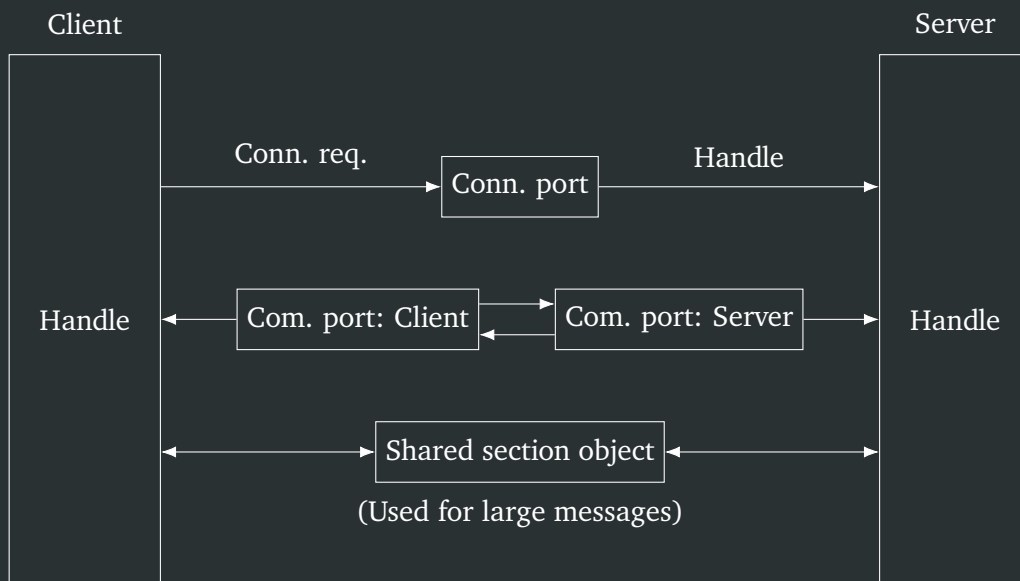 Client
Server
Conn. req.
Conn. port
Handle
Handle
Com. port: Client
Com. port: Server
Handle
Shared section object
(Used for large messages)